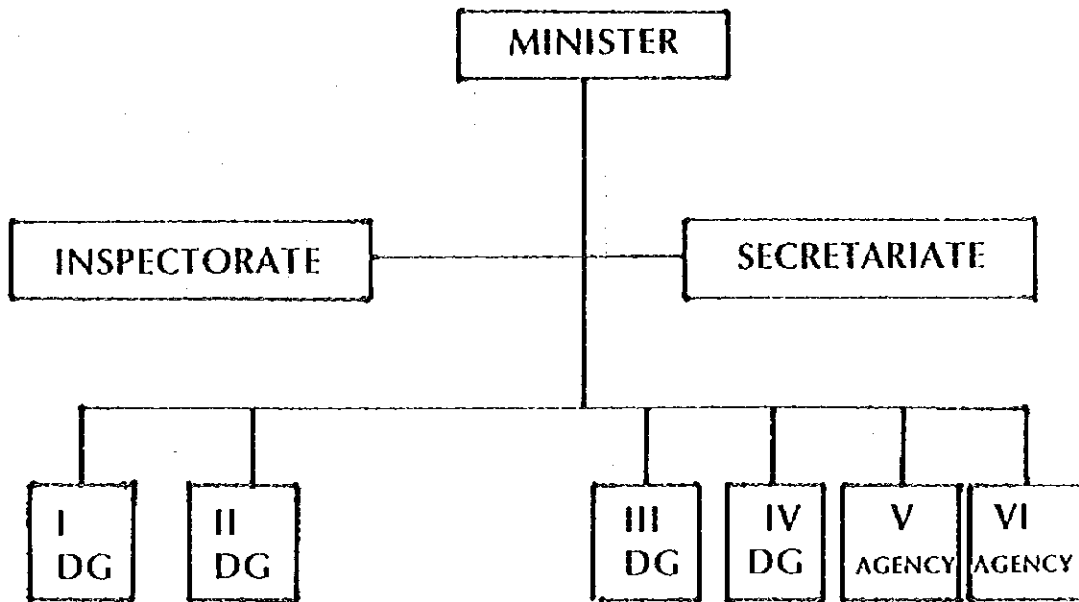 MINISTER
INSPECTORATE
SECRETARIATE
I
DG
II
DG
III
DG
IV
DG
V
AGENCY
VI
AGENCY